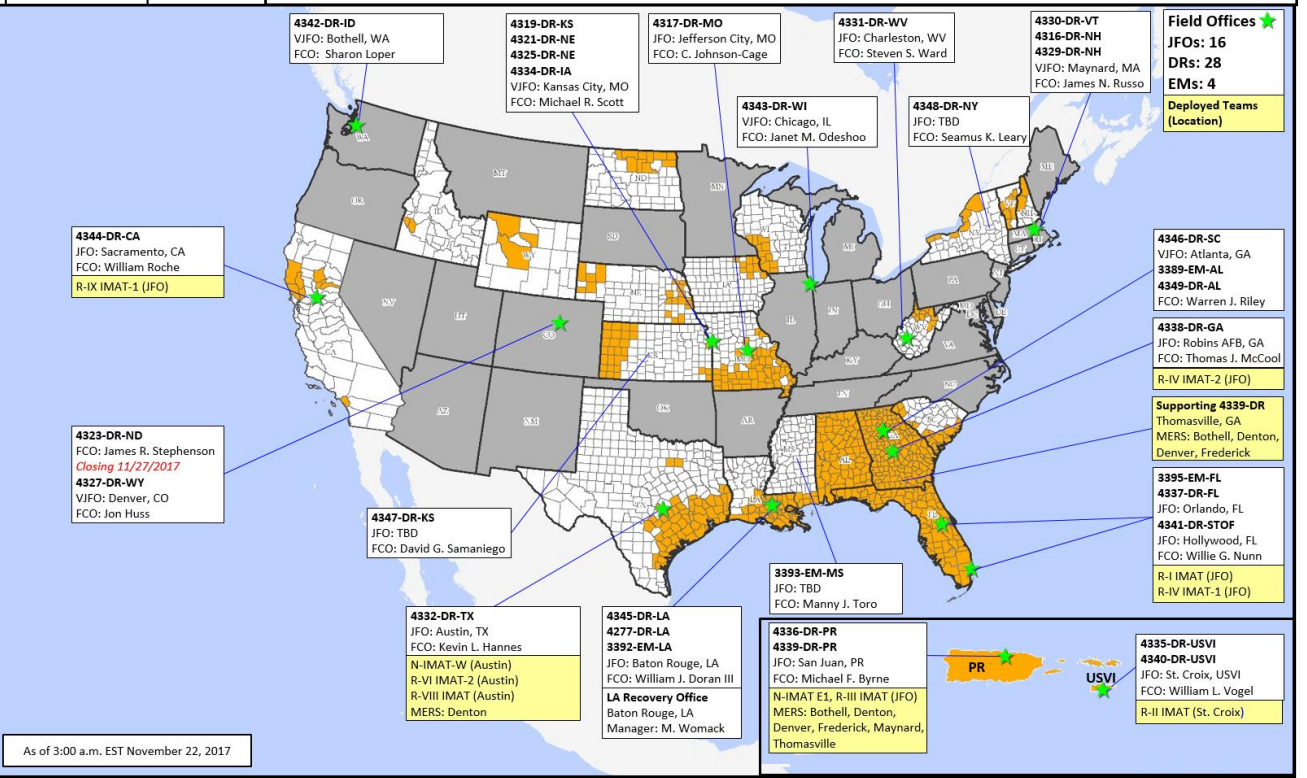 4342-DR-ID
VJFO: Bothell, WA
FCO: Sharon Loper
4319-DR-KS
4321-DR-NE
4325-DR-NE
4334-DR-IA
VJFO: Kansas City, MO
FCO: Michael R. Scott
4317-DR-MO
JFO: Jefferson City, MO
FCO: C. Johnson-Cage
4331-DR-WV
JFO: Charleston, WV
FCO: Steven S. Ward
4330-DR-VT
4316-DR-NH
4329-DR-NH
VJFO: Maynard, MA
FCO: James N. Russo
Field Offices
JFOs: 16
DRs: 28
EMs: 4
Deployed Teams
(Location)
4343-DR-WI
VJFO: Chicago, IL
FCO: Janet M. Odeshoo
4348-DR-NY
JFO: TBD
FCO: Seamus K. Leary
4344-DR-CA
JFO: Sacramento, CA
FCO: William Roche
R-IX IMAT-1 (JFO)
4346-DR-SC
VJFO: Atlanta, GA
3389-EM-AL
4349-DR-AL
FCO: Warren J. Riley
4338-DR-GA
JFO: Robins AFB, GA
FCO: Thomas J. McCool
R-IV IMAT-2 (JFO)
Supporting 4339-DR
Thomasville, GA
MERS: Bothell, Denton,
Denver, Frederick
4323-DR-ND
FCO: James R. Stephenson
Closing 11/27/2017
4327-DR-WY
VJFO: Denver, CO
FCO: Jon Huss
3395-EM-FL
4337-DR-FL
JFO: Orlando, FL
4341-DR-STOF
JFO: Hollywood, FL
FCO: Willie G. Nunn
R-I IMAT (JFO)
R-IV IMAT-1 (JFO)
4347-DR-KS
JFO: TBD
FCO: David G. Samaniego
3393-EM-MS
JFO: TBD
FCO: Manny J. Toro
4332-DR-TX
JFO: Austin, TX
FCO: Kevin L. Hannes
N-IMAT-W (Austin)
R-VI IMAT-2 (Austin)
R-VIII IMAT (Austin)
MERS: Denton
4345-DR-LA
4277-DR-LA
3392-EM-LA
JFO: Baton Rouge, LA
FCO: William J. Doran III
LA Recovery Office
Baton Rouge, LA
Manager: M. Womack
4336-DR-PR
4339-DR-PR
JFO: San Juan, PR
FCO: Michael F. Byrne
N-IMAT E1, R-III IMAT (JFO)
MERS: Bothell, Denton,
Denver, Frederick, Maynard,
Thomasville
PR
USVI
4335-DR-USVI
4340-DR-USVI
JFO: St. Croix, USVI
FCO: William L. Vogel
R-II IMAT (St. Croix)
As of 3:00 a.m. EST November 22, 2017
WA
MT
ND
MN
ME
OR
ID
SD
WI
MI
NY
VT
NH
MA
CT
RI
WY
NE
IA
PA
NJ
NV
UT
CO
KS
MO
IL
IN
OH
WV
MD
DC
DE
VA
CA
KY
AZ
NM
OK
AR
TN
NC
SC
TX
LA
MS
AL
GA
FL